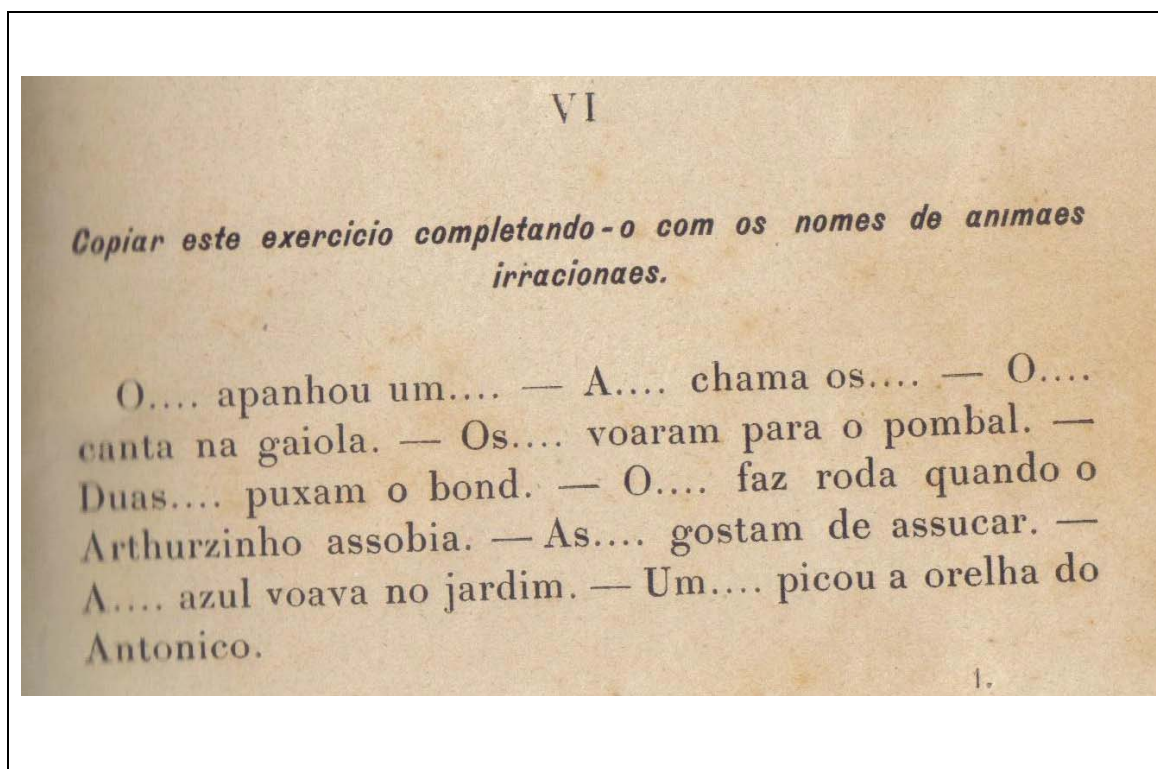 VI
Copiar este exercicio completando-o com os nomes de animaes
irracionaes.
O.... apanhou um.... — A.... chama os.... — O....
canta na gaiola. — Os.... voaram para o pombal. —
Duas.... puxam o bond. — O.... faz roda quando o
Arthurzinho assobia. — As.... gostam de assucar. —
A.... azul voava no jardim. — Um.... picou a orelha do
Antonico.
1.